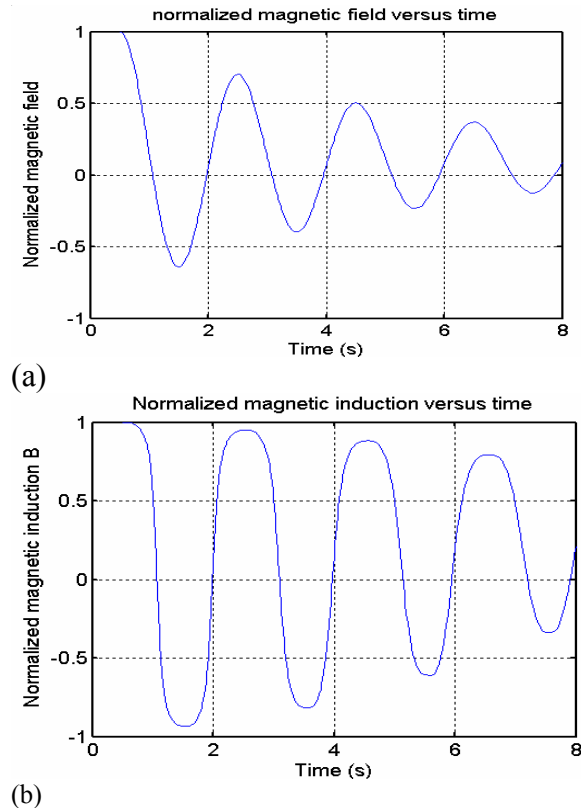 normalized magnetic field versus time
1
0.5
0
-0.5
-1
Normalized magnetic field
0 2 4 6 8
Time (s)
(a)
Normalized magnetic induction versus time
1
0.5
0
-0.5
-1
Normalized magnetic induction B
0 2 4 6 8
Time (s)
(b)